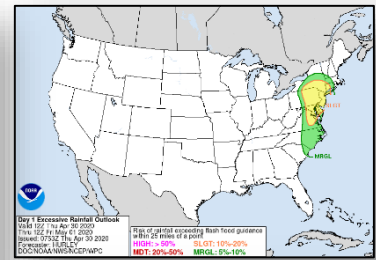 SLGT
MRGL
NOAA
Day 1 Excessive Rainfall Outlook
Valid 12Z Thu Apr 30 2020
Thru 12Z Fri May 01 2020
Issued: 0733Z Thu Apr 30 2020
Forecaster: HURLEY
DOC/NOAA/NWS/NCEP/WPC
Risk of rainfall exceeding flash flood guidance
within 25 miles of a point
HIGH: > 50% SLGT: 10%-20%
MDT: 20%-50% MRGL: 5%-10%